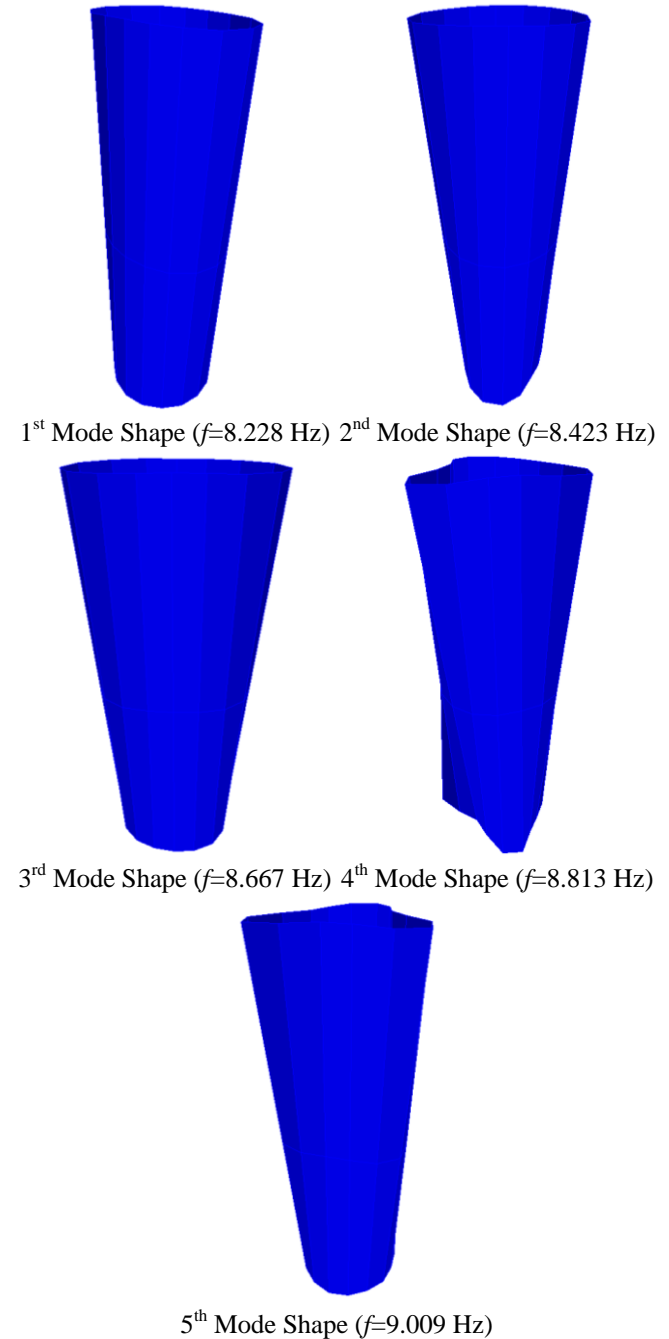 1st Mode Shape (f=8.228 Hz) 2nd Mode Shape (f=8.423 Hz)
3rd Mode Shape (f=8.667 Hz) 4th Mode Shape (f=8.813 Hz)
5th Mode Shape (f=9.009 Hz)